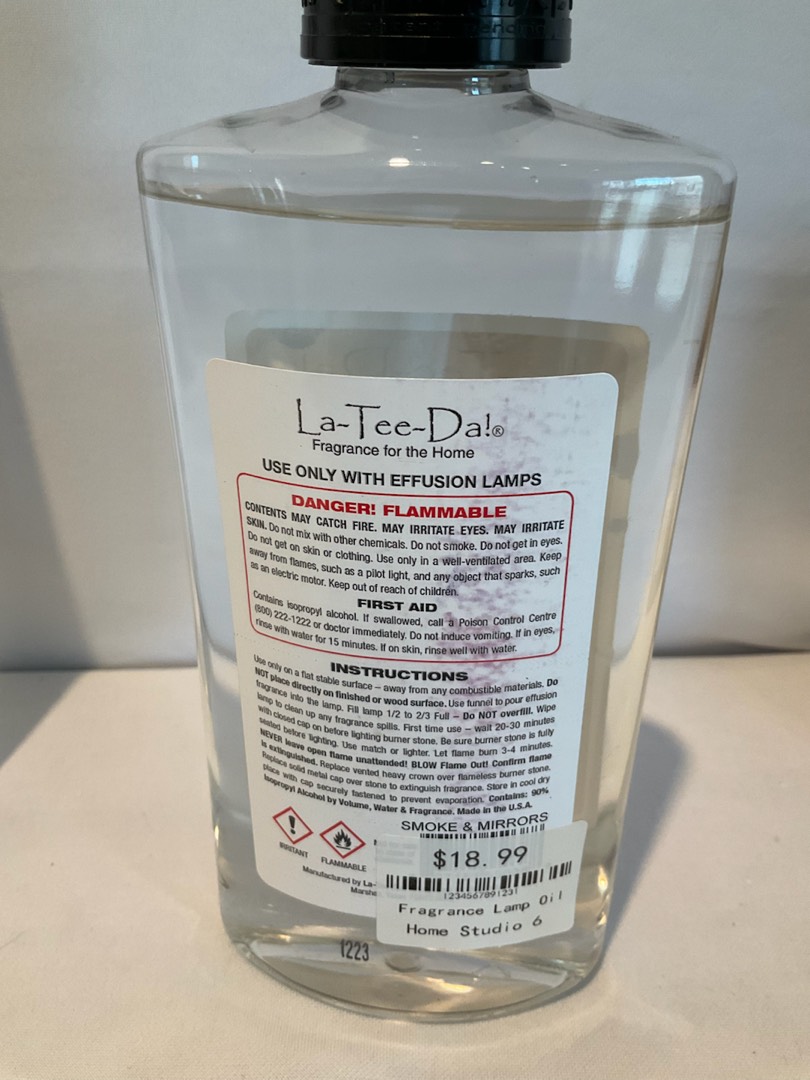 La-Tee-Da!®
Fragrance for the Home
USE ONLY WITH EFFUSION LAMPS
DANGER! FLAMMABLE
CONTENTS MAY CATCH FIRE. MAY IRRITATE EYES. MAY IRRITATE
SKIN. Do not mix with other chemicals. Do not smoke. Do not get in eyes.
Do not get on skin or clothing. Use only in a well-ventilated area. Keep
away from flames, such as a pilot light, and any object that sparks, such
as an electric motor. Keep out of reach of children.
FIRST AID
Contains isopropyl alcohol. If swallowed, call a Poison Control Centre
(800) 222-1222 or doctor immediately. Do not induce vomiting. If in eyes,
rinse with water for 15 minutes. If on skin, rinse well with water.
INSTRUCTIONS
Use only on a flat stable surface – away from any combustible materials. Do
NOT place directly on finished or wood surface. Use funnel to pour effusion
fragrance into the lamp. Fill lamp 1/2 to 2/3 Full – Do NOT overfill. Wipe
lamp to clean up any fragrance spills. First time use – wait 20-30 minutes
with closed cap on before lighting burner stone. Be sure burner stone is fully
seated before lighting. Use match or lighter. Let flame burn 3-4 minutes.
NEVER leave open flame unattended! BLOW Flame Out! Confirm flame
is extinguished. Replace vented heavy crown over flameless burner stone.
Replace solid metal cap over stone to extinguish fragrance. Store in cool dry
place with cap securely fastened to prevent evaporation. Contains: 90%
Isopropyl Alcohol by Volume, Water & Fragrance. Made in the U.S.A.
SMOKE & MIRRORS
IRRITANT
FLAMMABLE
Manufactured by La-
$18.99
1234567891231
Fragrance Lamp Oil
Home Studio 6
1223